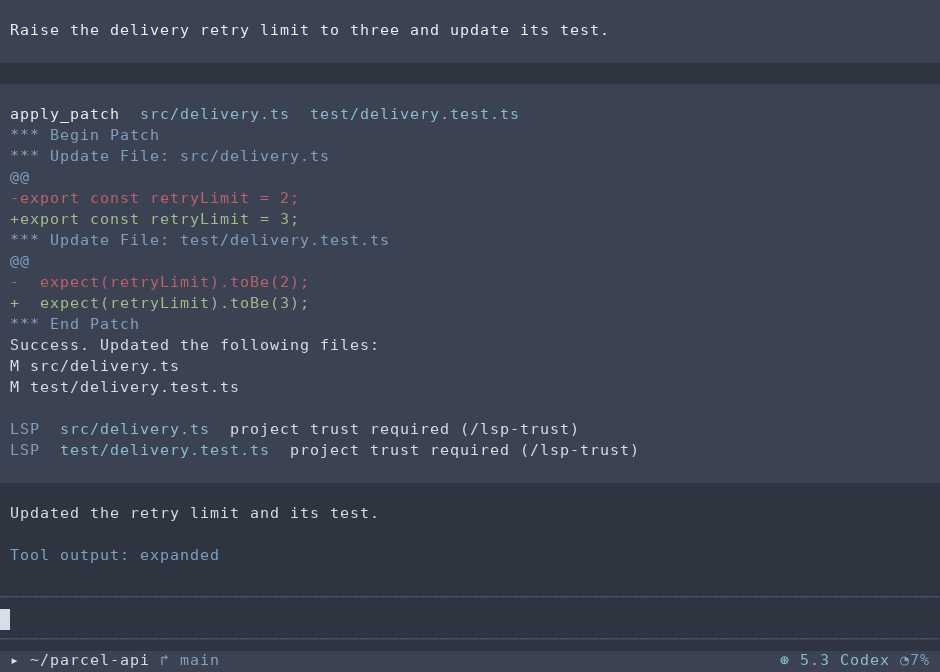 Raise the delivery retry limit to three and update its test.
apply_patch  src/delivery.ts  test/delivery.test.ts
*** Begin Patch
*** Update File: src/delivery.ts
@@
-export const retryLimit = 2;
+export const retryLimit = 3;
*** Update File: test/delivery.test.ts
@@
-  expect(retryLimit).toBe(2);
+  expect(retryLimit).toBe(3);
*** End Patch
Success. Updated the following files:
M src/delivery.ts
M test/delivery.test.ts
LSP  src/delivery.ts  project trust required (/lsp-trust)
LSP  test/delivery.test.ts  project trust required (/lsp-trust)
Updated the retry limit and its test.
Tool output: expanded
▸ ~/parcel-api ↱ main ⊛ 5.3 Codex ◔7%